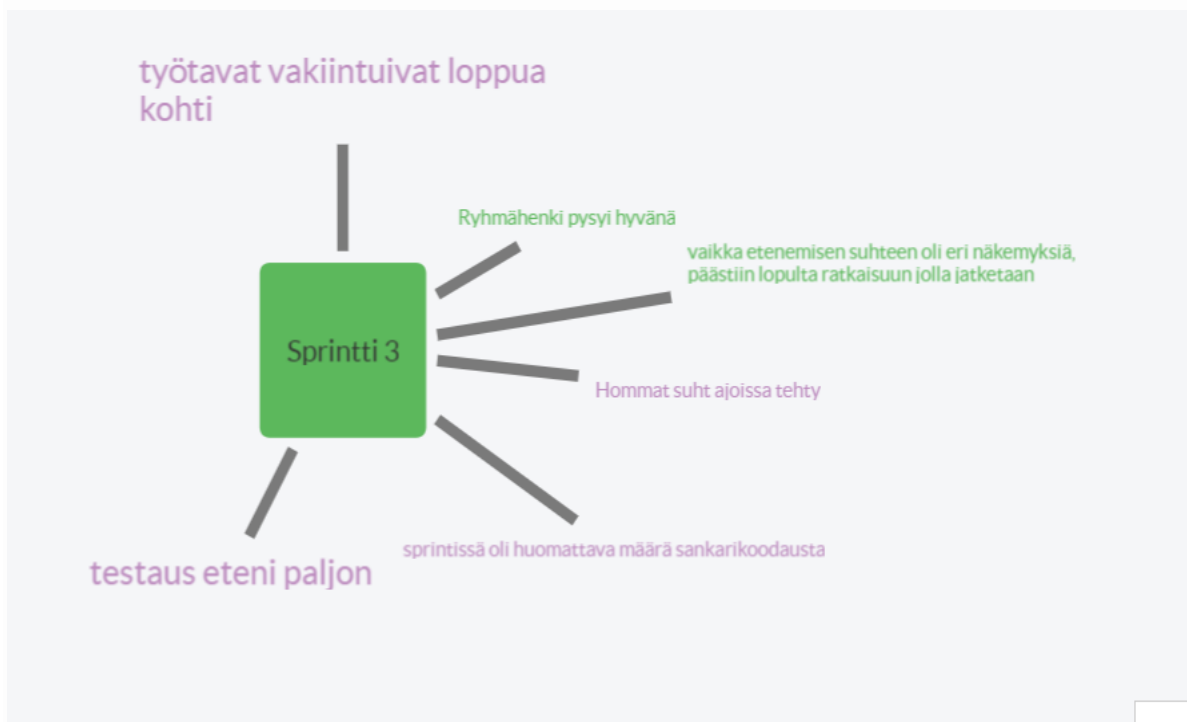 työtavat vakiintuivat loppua
kohti
Ryhmähenki pysyi hyvänä
vaikka etenemisen suhteen oli eri näkemyksiä,
päästiin lopulta ratkaisuun jolla jatketaan
Sprintti 3
Hommat suht ajoissa tehty
sprintissä oli huomattava määrä sankarikoodausta
testaus eteni paljon